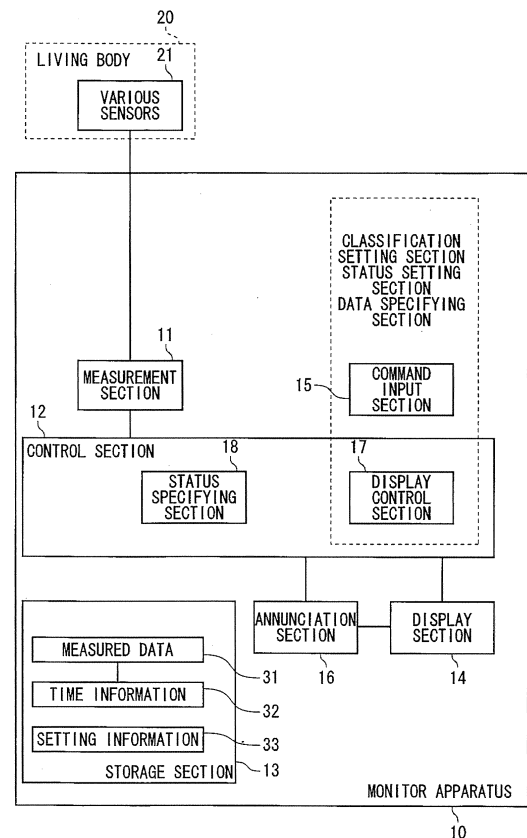 20
LIVING BODY
21
VARIOUS
SENSORS
CLASSIFICATION
SETTING SECTION
STATUS SETTING
SECTION
DATA SPECIFYING
SECTION
11
MEASUREMENT
SECTION
15
COMMAND
INPUT
SECTION
12
CONTROL SECTION
18
STATUS
SPECIFYING
SECTION
17
DISPLAY
CONTROL
SECTION
ANNUNCIATION
SECTION
16
DISPLAY
SECTION
14
MEASURED DATA
31
TIME INFORMATION
32
SETTING INFORMATION
33
STORAGE SECTION
13
MONITOR APPARATUS
10